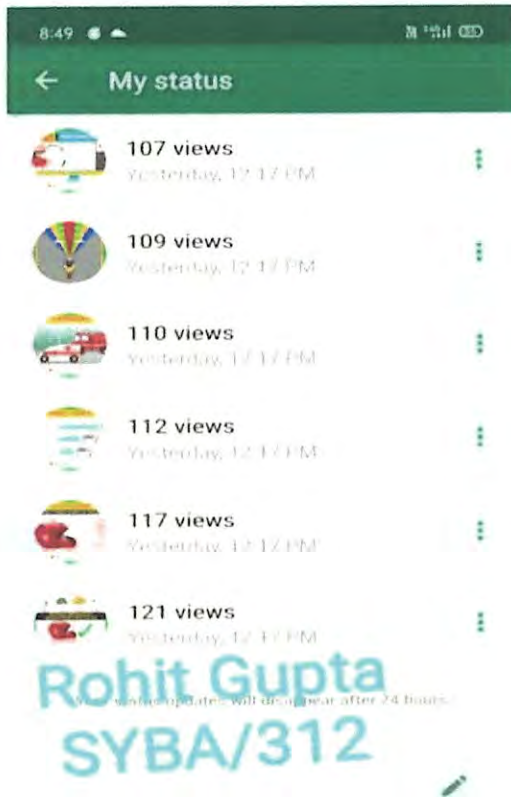 8:49
My status
107 views
Yesterday, 12:17 PM
109 views
Yesterday, 12:17 PM
110 views
Yesterday, 12:17 PM
112 views
Yesterday, 12:17 PM
117 views
Yesterday, 12:17 PM
121 views
Yesterday, 12:17 PM
Rohit Gupta
status updates will disappear after 24 hours.
SYBA/312